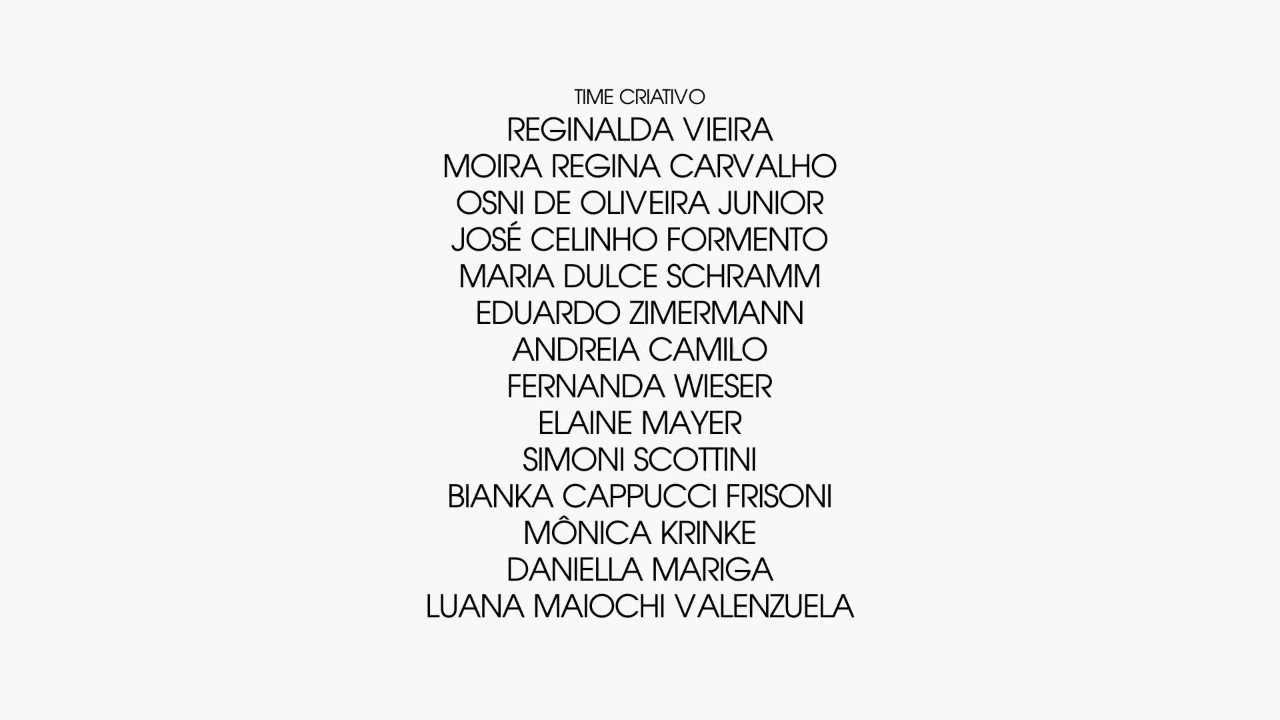 TIME CRIATIVO
REGINALDA VIEIRA
MOIRA REGINA CARVALHO
OSNI DE OLIVEIRA JUNIOR
JOSÉ CELINHO FORMENTO
MARIA DULCE SCHRAMM
EDUARDO ZIMERMANN
ANDREIA CAMILO
FERNANDA WIESER
ELAINE MAYER
SIMONI SCOTTINI
BIANKA CAPPUCCI FRISONI
MÔNICA KRINKE
DANIELLA MARIGA
LUANA MAIOCHI VALENZUELA